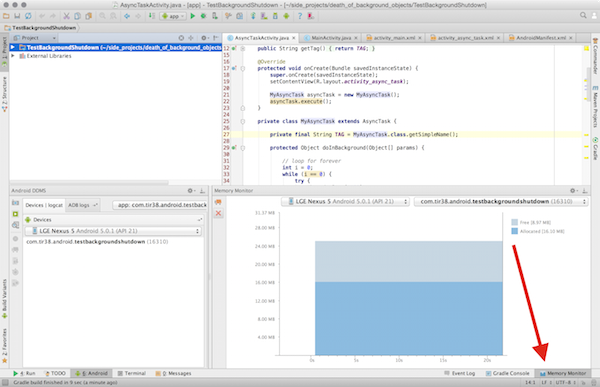 AsyncTaskActivity.java - [app] - TestBackgroundShutdown - [~/side_projects/death_of_background_objects/TestBackgroundShutdown]
app
TestBackgroundShutdown
Project
AsyncTaskActivity.java
MainActivity.java
activity_main.xml
activity_async_task.xml
AndroidManifest.xml
TestBackgroundShutdown (~/side_projects/death_of_background_objects
External Libraries
1: Project
2: Structure
Build Variants
2: Favorites
Commander
Maven Projects
Gradle
public String getTag() { return TAG; }
@Override
protected void onCreate(Bundle savedInstanceState) {
super.onCreate(savedInstanceState);
setContentView(R.layout.activity_async_task);
MyAsyncTask asyncTask = new MyAsyncTask();
asyncTask.execute();
}
private class MyAsyncTask extends AsyncTask {
private final String TAG = MyAsyncTask.class.getSimpleName();
protected Object doInBackground(Object[] params) {
// loop for forever
int i = 0;
while (i == 0) {
try {
Android DDMS
Devices | logcat
ADB logs
app: com.tir38.android.testback
Devices
LGE Nexus 5 Android 5.0.1 (API 21)
com.tir38.android.testbackgroundshutdown (16310)
Memory Monitor
LGE Nexus 5 Android 5.0.1 (API 21)
com.tir38.android.testbackgroundshutdown (16310)
31.37 MB
28.00 MB
24.00 MB
20.00 MB
16.00 MB
12.00 MB
8.00 MB
4.00 MB
0s
5s
10s
15s
20s
Free (8.97 MB)
Allocated (16.10 MB)
4: Run
TODO
6: Android
Terminal
0: Messages
Event Log
Gradle Console
Memory Monitor
Gradle build finished in 9 sec (a minute ago)
14:1
LF
UTF-8